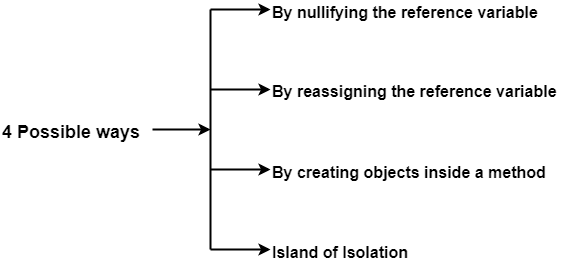 By nullifying the reference variable
By reassigning the reference variable
4 Possible ways
By creating objects inside a method
Island of Isolation